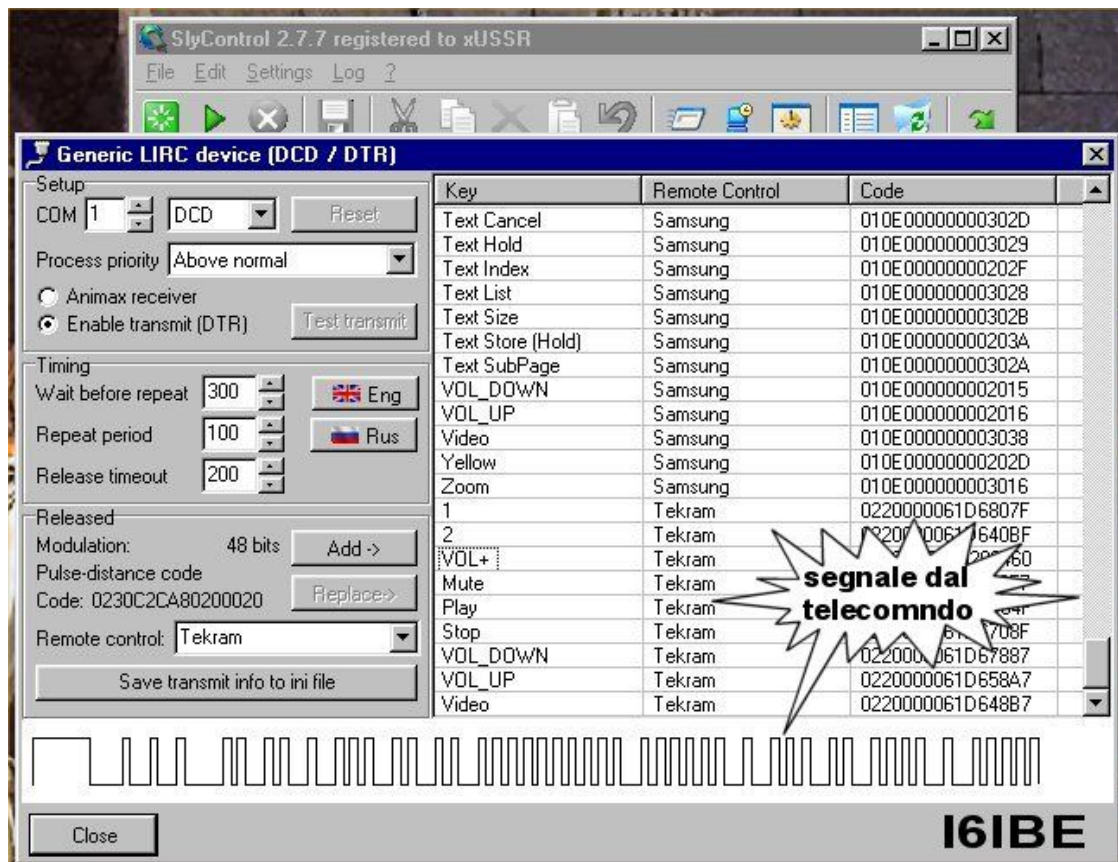 SlyControl 2.7.7 registered to xUSSR
File Edit Settings Log ?
Generic LIRC device (DCD / DTR)
Setup
COM 1 DCD Reset
Process priority Above normal
Animax receiver
Enable transmit (DTR) Test transmit
Timing
Wait before repeat 300 Eng
Repeat period 100 Rus
Release timeout 200
Released
Modulation: 48 bits Add ->
Pulse-distance code
Code: 0230C2CA80200020 Replace->
Remote control: Tekram
Save transmit info to ini file
Key Remote Control Code
Text Cancel Samsung 010E00000000302D
Text Hold Samsung 010E000000003029
Text Index Samsung 010E00000000202F
Text List Samsung 010E000000003028
Text Size Samsung 010E00000000302B
Text Store (Hold) Samsung 010E00000000203A
Text SubPage Samsung 010E00000000302A
VOL_DOWN Samsung 010E000000002015
VOL_UP Samsung 010E000000002016
Video Samsung 010E000000003038
Yellow Samsung 010E00000000202D
Zoom Samsung 010E000000003016
1 Tekram 0220000061D6807F
2 Tekram
VOL+ Tekram
Mute Tekram
Play Tekram
Stop Tekram
VOL_DOWN Tekram 0220000061D67887
VOL_UP Tekram 0220000061D658A7
Video Tekram 0220000061D648B7
segnale dal
telecomndo
Close
I6IBE